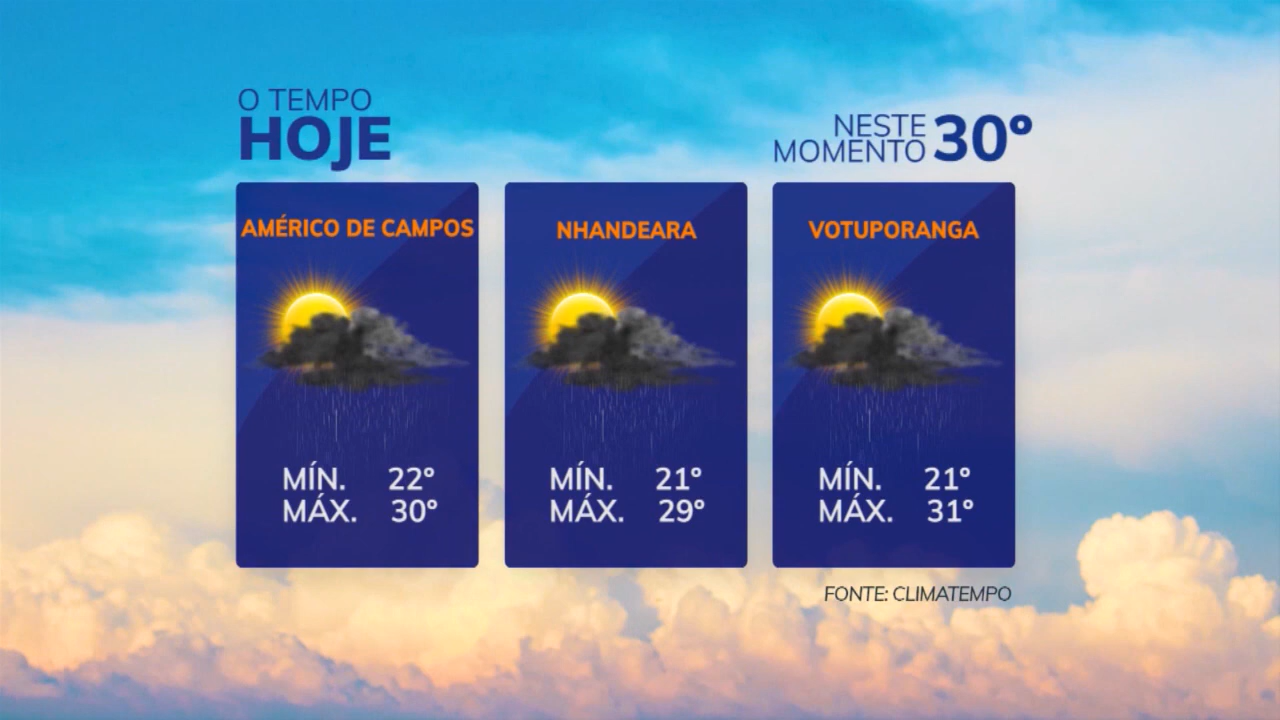 O TEMPO
HOJE
NESTE
MOMENTO 30º
AMÉRICO DE CAMPOS
MÍN. 22º
MÁX. 30º
NHANDEARA
MÍN. 21º
MÁX. 29º
VOTUPORANGA
MÍN. 21º
MÁX. 31º
FONTE: CLIMATEMPO